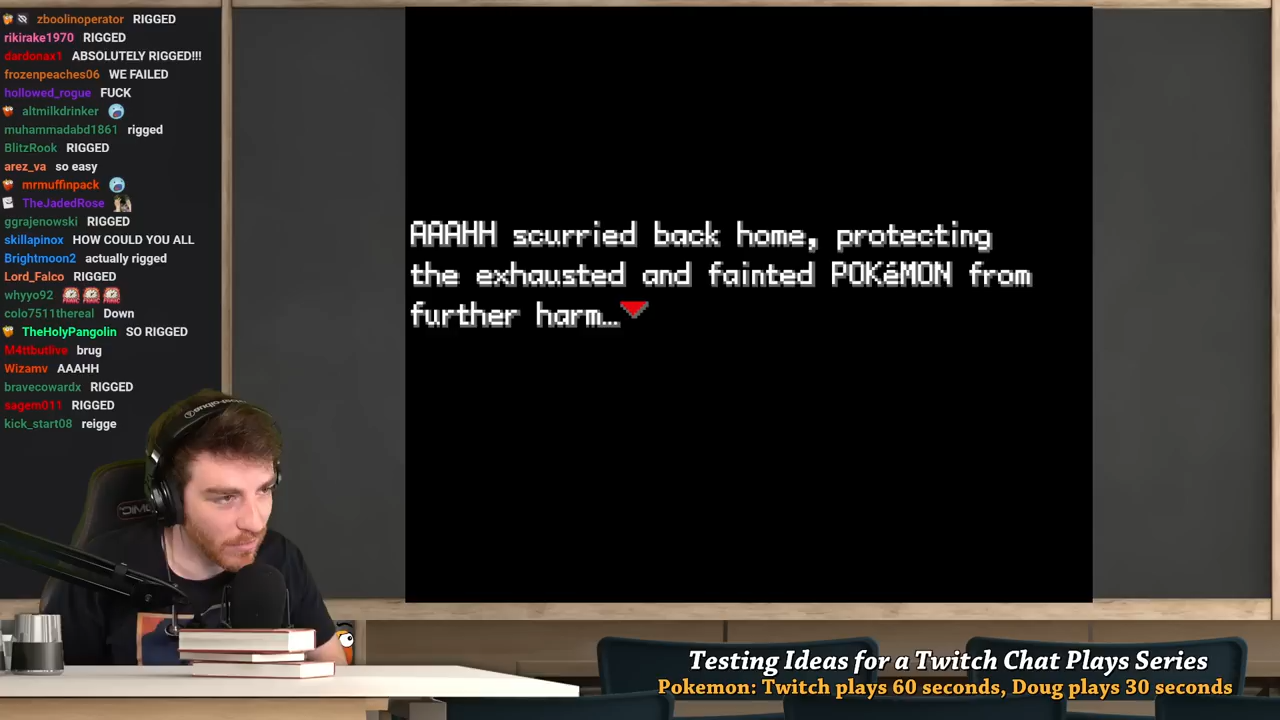 zboolinoperator RIGGED
rikirake1970 RIGGED
dardonax1 ABSOLUTELY RIGGED!!!
frozenpeaches06 WE FAILED
hollowed_rogue FUCK
altmilkdrinker
muhammadabd1861 rigged
BlitzRook RIGGED
arez_va so easy
mrmuffinpack
TheJadedRose
ggrajenowski RIGGED
skillapinox HOW COULD YOU ALL
Brightmoon2 actually rigged
Lord_Falco RIGGED
whyyo92
colo7511thereal Down
TheHolyPangolin SO RIGGED
M4ttbutlive brug
Wizamv AAAHH
bravecowardx RIGGED
sagem011 RIGGED
kick_start08 reigge
AAAHH scurried back home, protecting
the exhausted and fainted POKéMON from
further harm…
Testing Ideas for a Twitch Chat Plays Series
Pokemon: Twitch plays 60 seconds, Doug plays 30 seconds